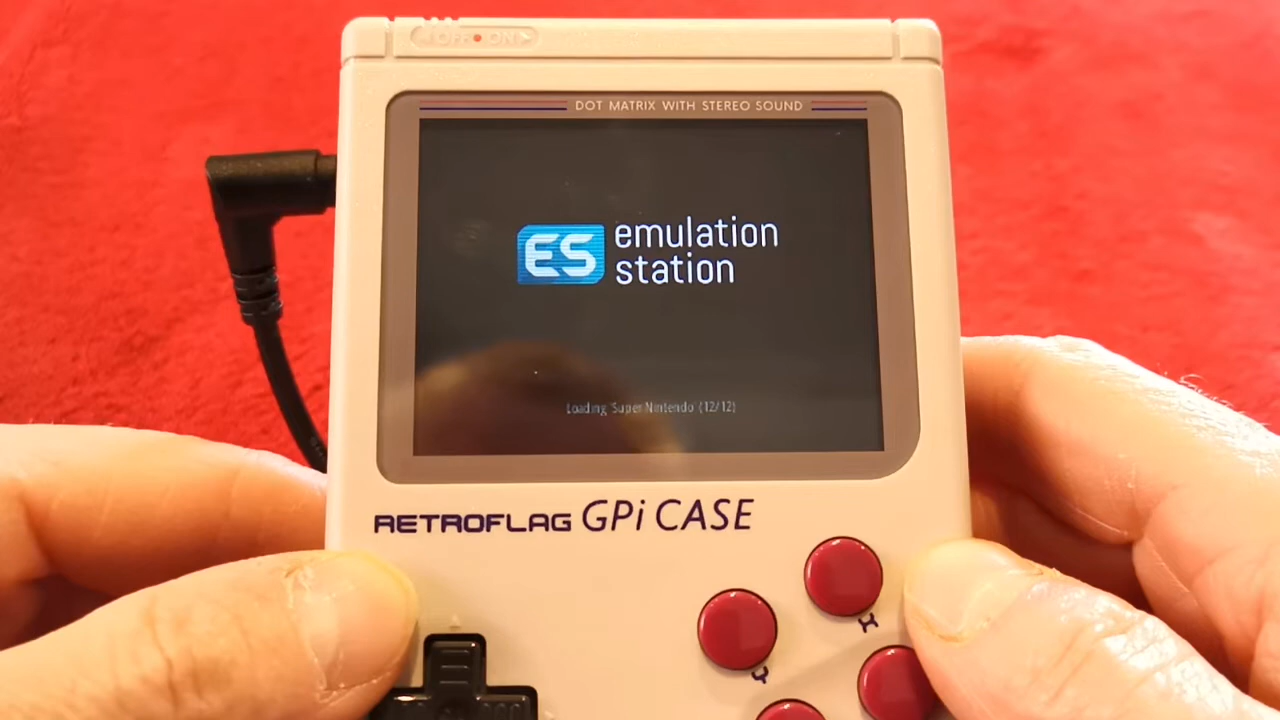 OFF ON
DOT MATRIX WITH STEREO SOUND
ES
emulation
station
Loading 'Super Nintendo' (12/12)
RETROFLAG GPi CASE
X
Y